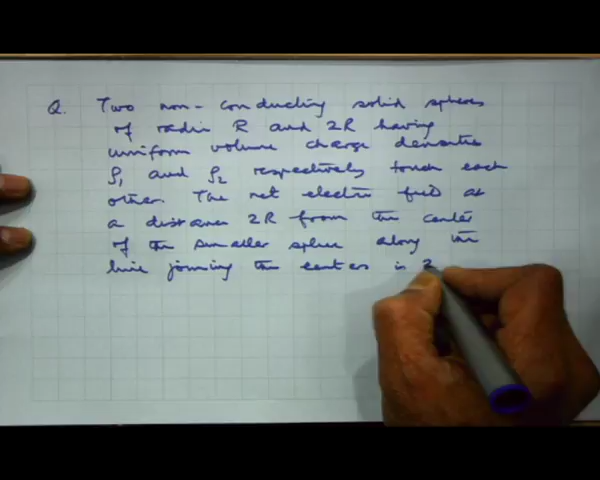 Q. Two non-conducting solid spheres
of radii R and 2R having
uniform volume charge densities
ρ1 and ρ2 respectively touch each
other. The net electric field at
a distance 2R from the center
of the smaller sphere along the
line joining the centers is